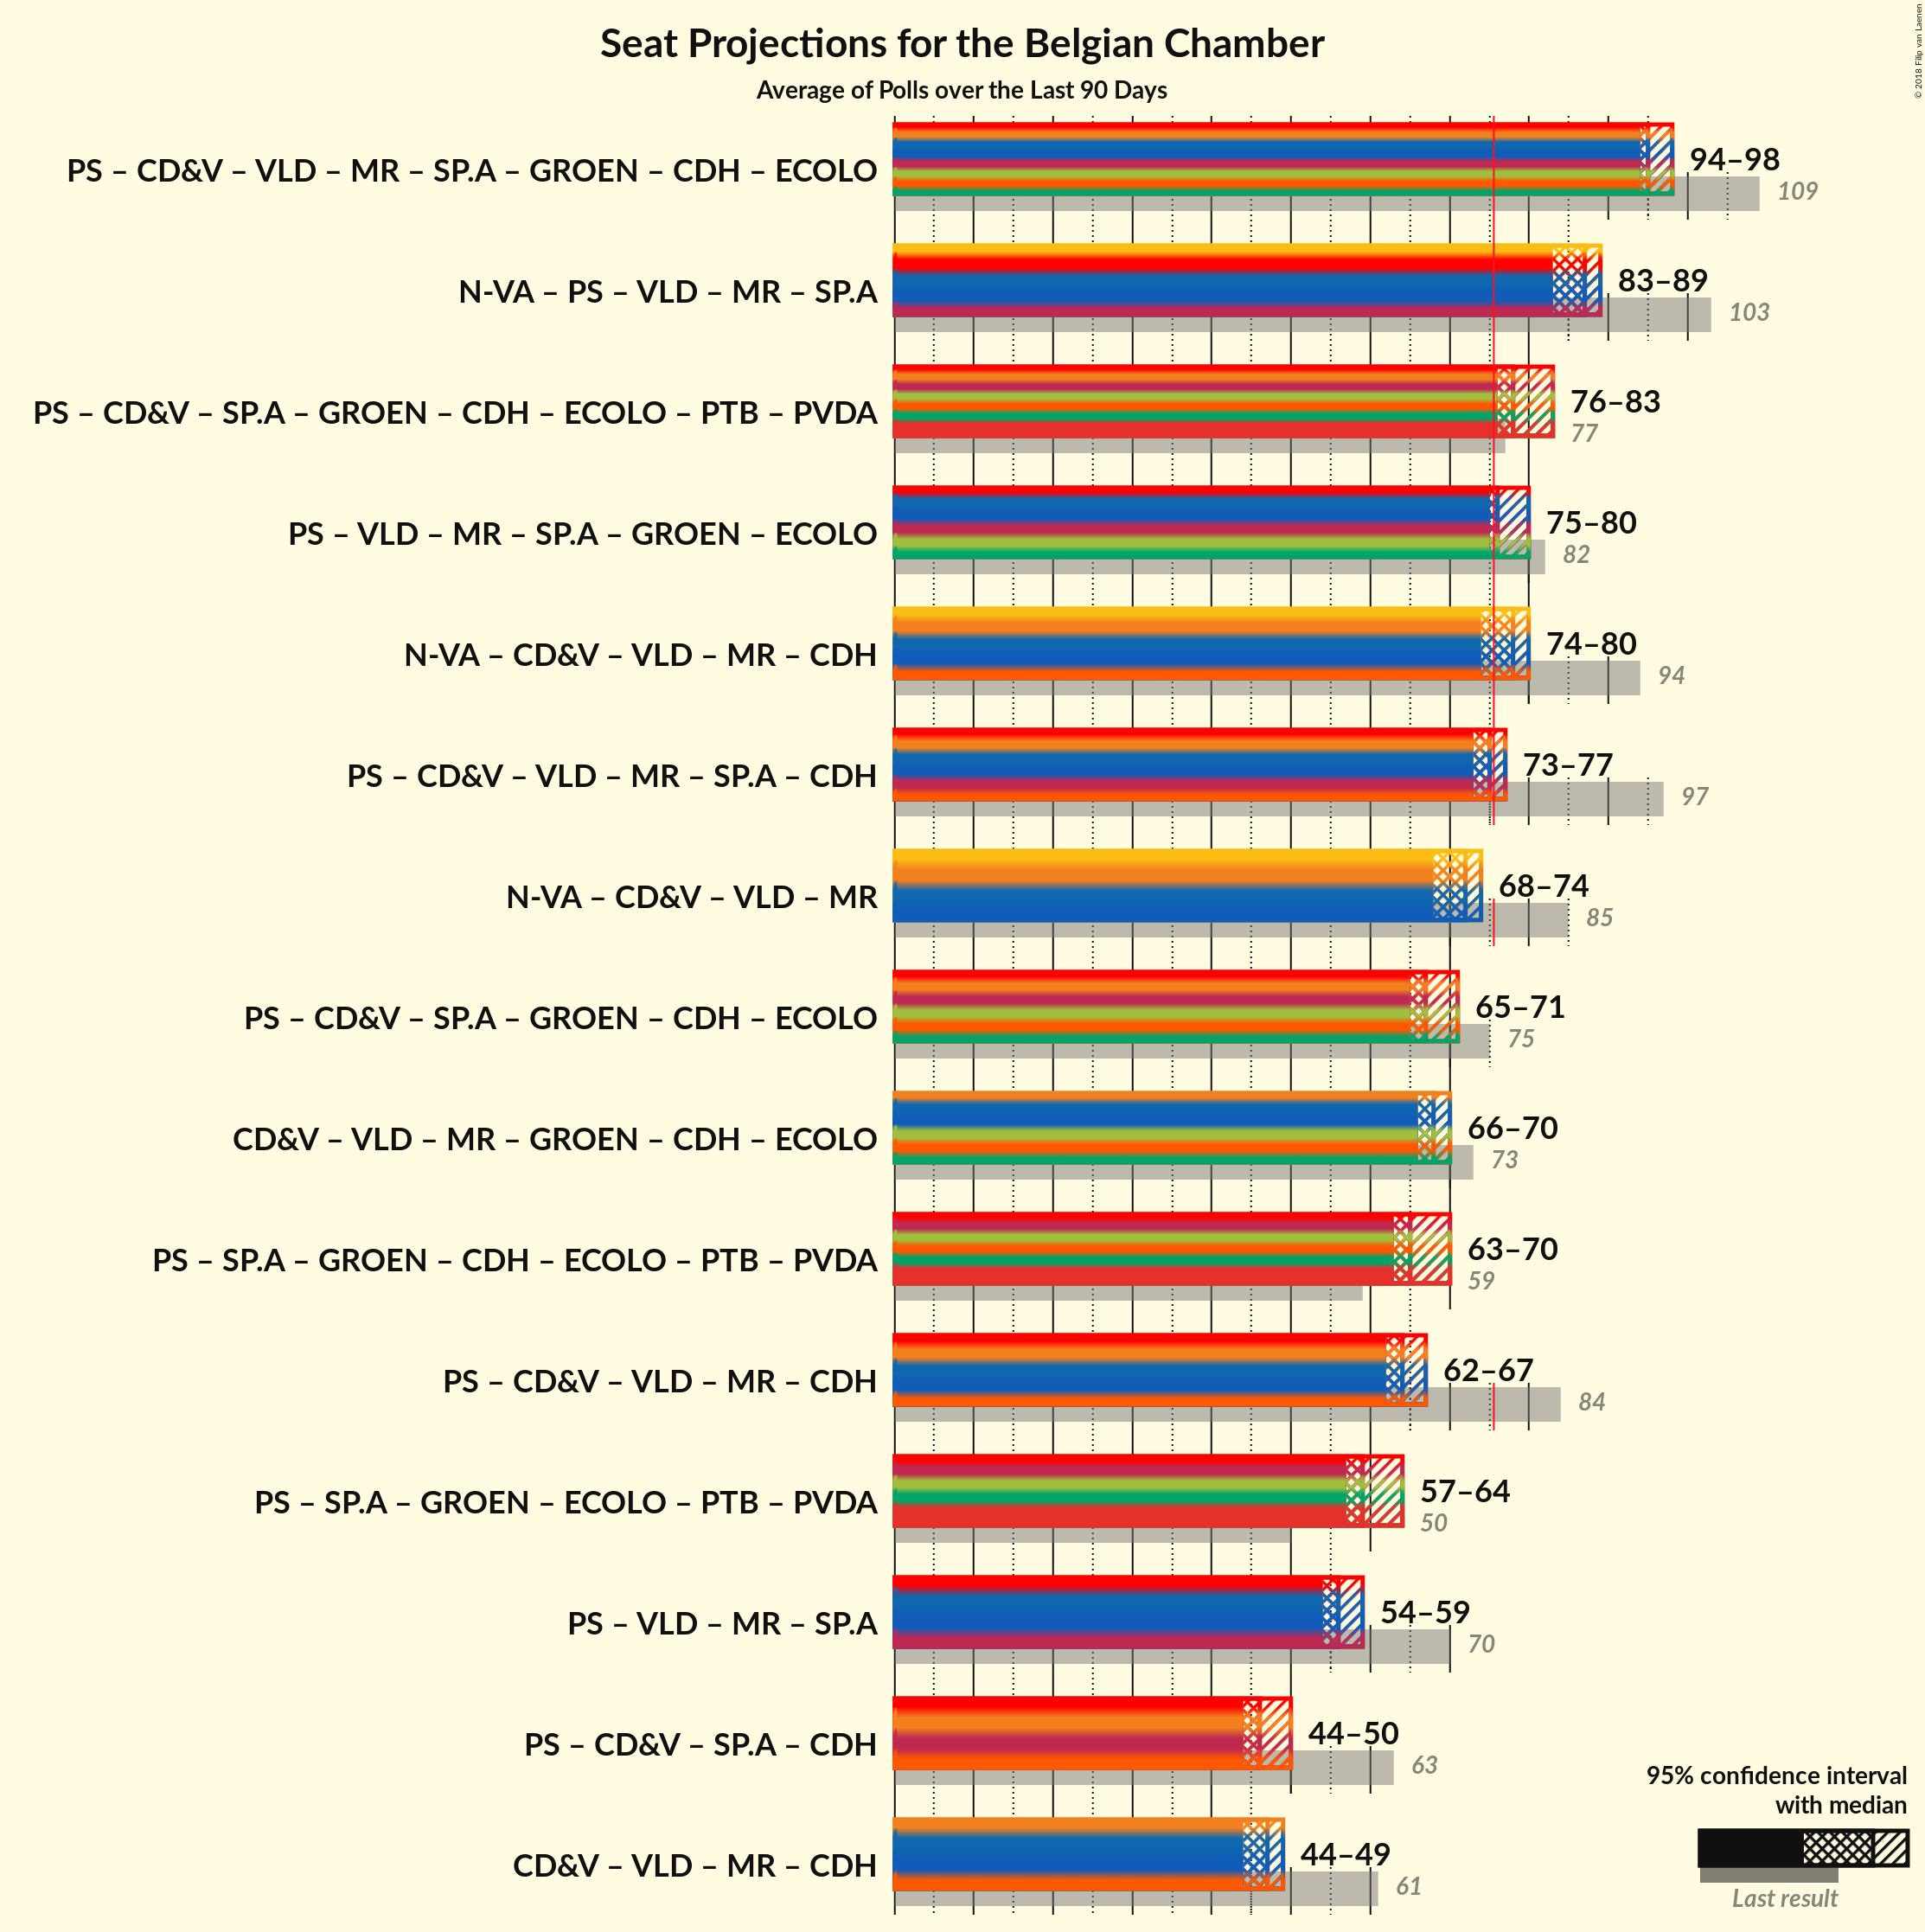 Seat Projections for the Belgian Chamber
Average of Polls over the Last 90 Days
© 2018 Filip van Laenen
PS – CD&V – VLD – MR – SP.A – GROEN – CDH – ECOLO
94–98
109
N-VA – PS – VLD – MR – SP.A
83–89
103
PS – CD&V – SP.A – GROEN – CDH – ECOLO – PTB – PVDA
76–83
77
PS – VLD – MR – SP.A – GROEN – ECOLO
75–80
82
N-VA – CD&V – VLD – MR – CDH
74–80
94
PS – CD&V – VLD – MR – SP.A – CDH
73–77
97
N-VA – CD&V – VLD – MR
68–74
85
PS – CD&V – SP.A – GROEN – CDH – ECOLO
65–71
75
CD&V – VLD – MR – GROEN – CDH – ECOLO
66–70
73
PS – SP.A – GROEN – CDH – ECOLO – PTB – PVDA
63–70
59
PS – CD&V – VLD – MR – CDH
62–67
84
PS – SP.A – GROEN – ECOLO – PTB – PVDA
57–64
50
PS – VLD – MR – SP.A
54–59
70
PS – CD&V – SP.A – CDH
44–50
63
CD&V – VLD – MR – CDH
44–49
61
95% confidence interval
with median
Last result